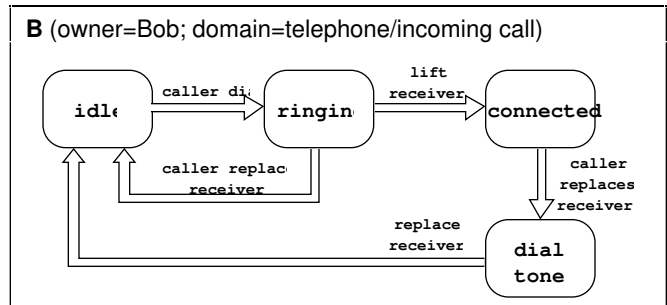 B (owner=Bob; domain=telephone/incoming call)
lift
caller di
receiver
idle
ringin
connected
caller replac
receiver
caller
replaces
receiver
replace
receiver
dial
tone